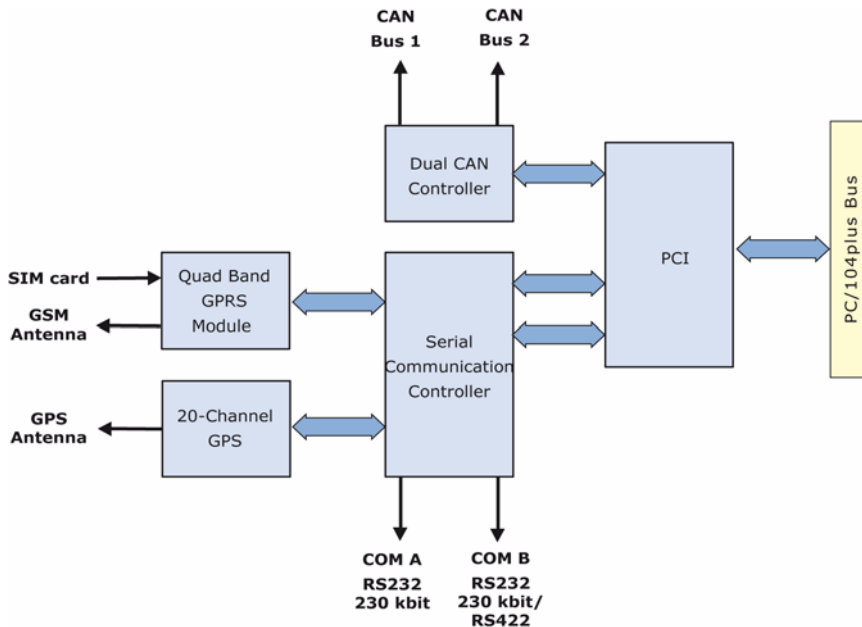 CAN
Bus 1
CAN
Bus 2
Dual CAN
Controller
PCI
PC/104plus Bus
SIM card
GSM
Antenna
Quad Band
GPRS
Module
Serial
Communication
Controller
GPS
Antenna
20-Channel
GPS
COM A
RS232
230 kbit
COM B
RS232
230 kbit/
RS422